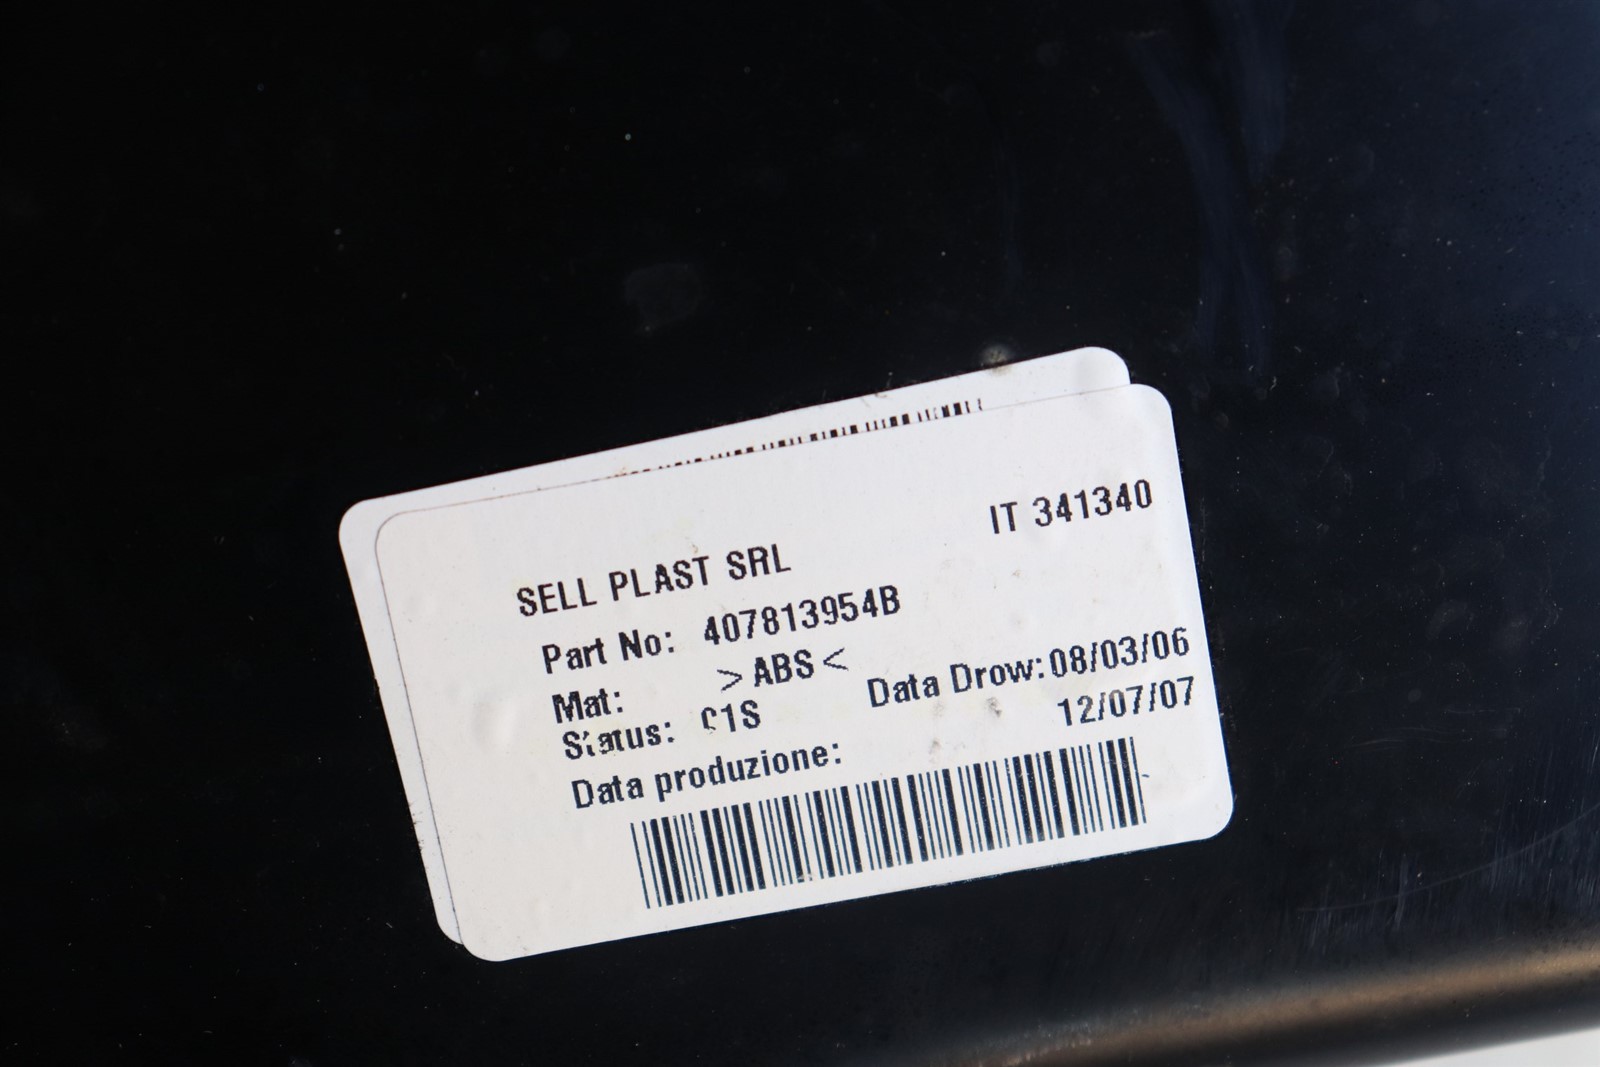 IT 341340
SELL PLAST SRL
Part No: 407813954B
Mat: >ABS<
Status: Data Drow: 08/03/06
Data produzione: 12/07/07